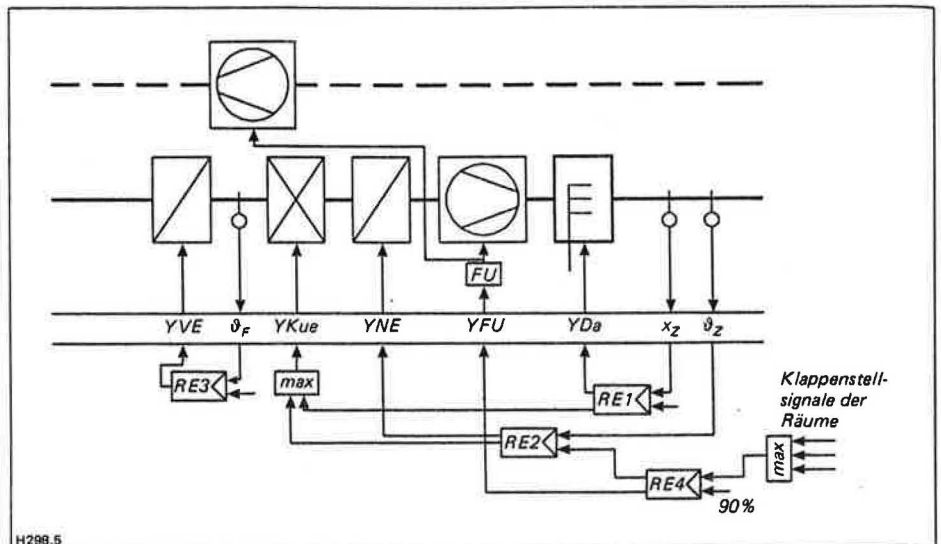 FU
YVE ϑF YKue YNE YFU YDa xZ ϑZ
Klappenstell-
signale der
Räume
RE3 max RE1
RE2 max
RE4
90%
H298.5